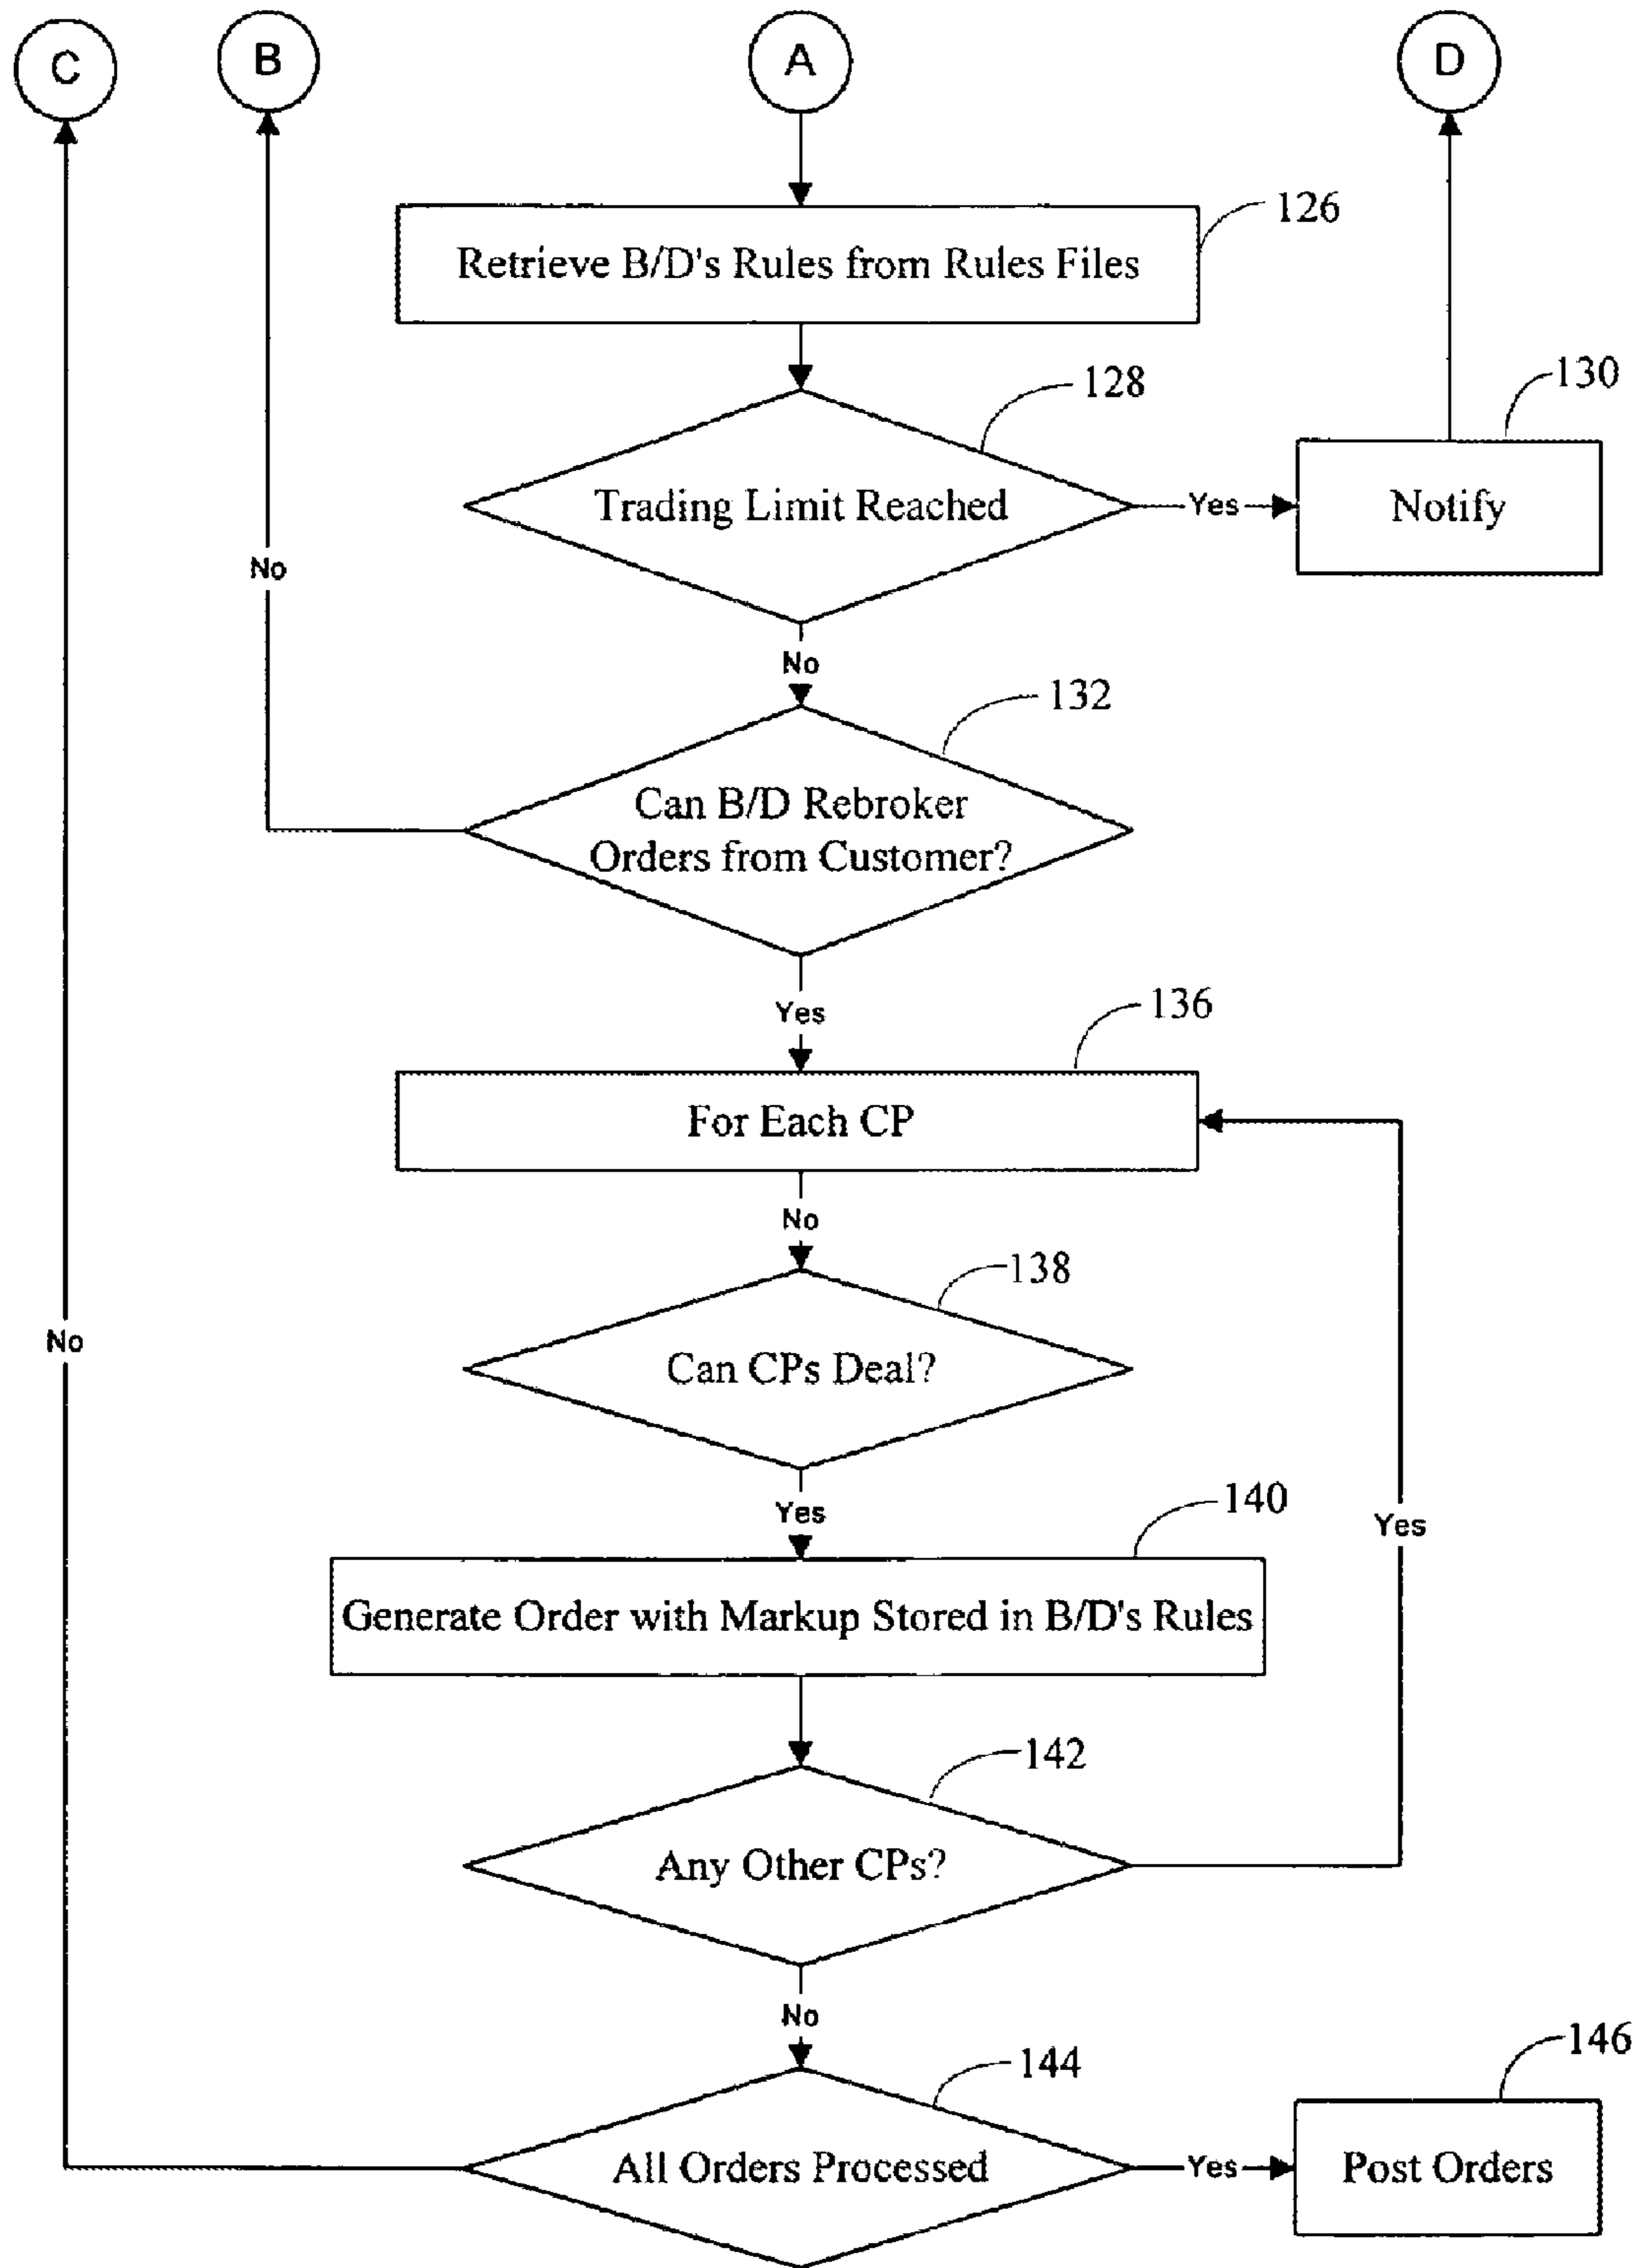 C
B
A
D
126
Retrieve B/D's Rules from Rules Files
128
130
Trading Limit Reached
Yes
Notify
No
No
132
Can B/D Rebroker
Orders from Customer?
Yes
136
For Each CP
No
138
No
Can CPs Deal?
Yes
140
Yes
Generate Order with Markup Stored in B/D's Rules
142
Any Other CPs?
No
144
146
All Orders Processed
Yes
Post Orders